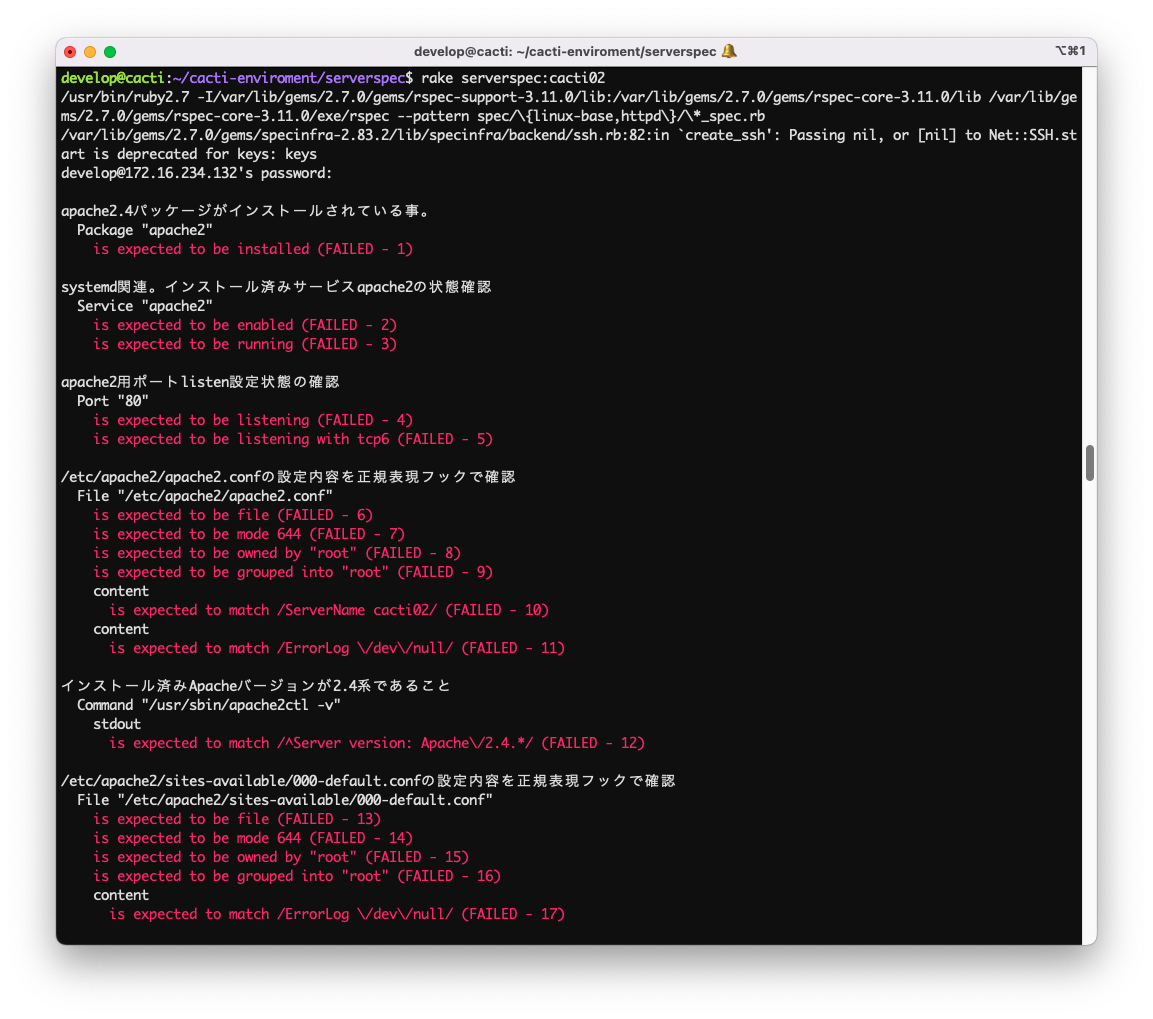 develop@cacti: ~/cacti-enviroment/serverspec 🔔
⌥⌘1
develop@cacti:~/cacti-enviroment/serverspec$ rake serverspec:cacti02
/usr/bin/ruby2.7 -I/var/lib/gems/2.7.0/gems/rspec-support-3.11.0/lib:/var/lib/gems/2.7.0/gems/rspec-core-3.11.0/lib /var/lib/ge
ms/2.7.0/gems/rspec-core-3.11.0/exe/rspec --pattern spec/\{linux-base,httpd\}/\*_spec.rb
/var/lib/gems/2.7.0/gems/specinfra-2.83.2/lib/specinfra/backend/ssh.rb:82:in `create_ssh': Passing nil, or [nil] to Net::SSH.st
art is deprecated for keys: keys
develop@172.16.234.132's password:
apache2.4パッケージがインストールされている事。
Package "apache2"
is expected to be installed (FAILED - 1)
systemd関連。インストール済みサービスapache2の状態確認
Service "apache2"
is expected to be enabled (FAILED - 2)
is expected to be running (FAILED - 3)
apache2用ポートlisten設定状態の確認
Port "80"
is expected to be listening (FAILED - 4)
is expected to be listening with tcp6 (FAILED - 5)
/etc/apache2/apache2.confの設定内容を正規表現フックで確認
File "/etc/apache2/apache2.conf"
is expected to be file (FAILED - 6)
is expected to be mode 644 (FAILED - 7)
is expected to be owned by "root" (FAILED - 8)
is expected to be grouped into "root" (FAILED - 9)
content
is expected to match /ServerName cacti02/ (FAILED - 10)
content
is expected to match /ErrorLog \/dev\/null/ (FAILED - 11)
インストール済みApacheバージョンが2.4系であること
Command "/usr/sbin/apache2ctl -v"
stdout
is expected to match /^Server version: Apache\/2.4.*/ (FAILED - 12)
/etc/apache2/sites-available/000-default.confの設定内容を正規表現フックで確認
File "/etc/apache2/sites-available/000-default.conf"
is expected to be file (FAILED - 13)
is expected to be mode 644 (FAILED - 14)
is expected to be owned by "root" (FAILED - 15)
is expected to be grouped into "root" (FAILED - 16)
content
is expected to match /ErrorLog \/dev\/null/ (FAILED - 17)